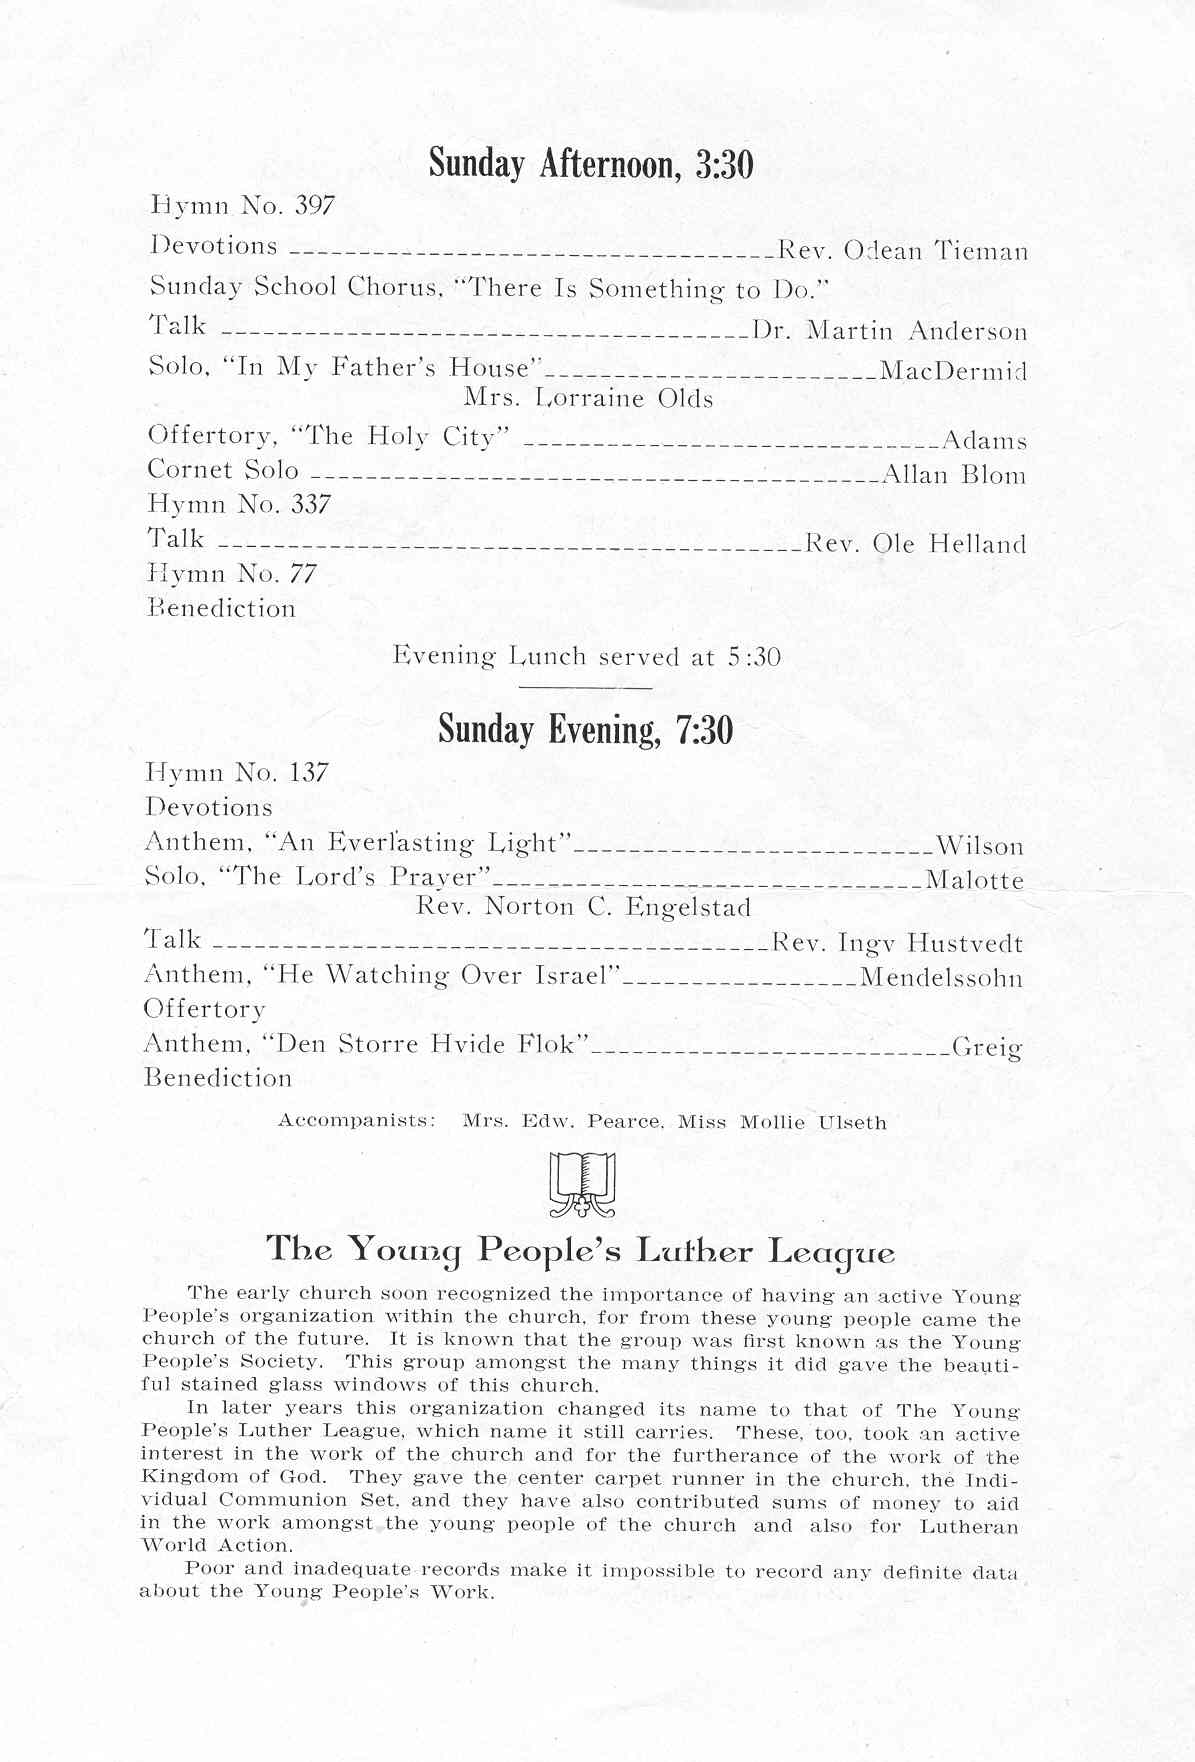 Sunday Afternoon, 3:30
Hymn No. 397
Devotions ___________________________________Rev. Odean Tieman
Sunday School Chorus, “There Is Something to Do.”
Talk ______________________________________Dr. Martin Anderson
Solo, “In My Father’s House”________________________MacDermid
Mrs. Lorraine Olds
Offertory, “The Holy City” ______________________________Adams
Cornet Solo _________________________________________Allan Blom
Hymn No. 337
Talk __________________________________________Rev. Ole Helland
Hymn No. 77
Benediction
Evening Lunch served at 5:30
Sunday Evening, 7:30
Hymn No. 137
Devotions
Anthem, “An Everlasting Light”__________________________Wilson
Solo, “The Lord’s Prayer”_______________________________Malotte
Rev. Norton C. Engelstad
Talk ________________________________________Rev. Ingv Hustvedt
Anthem, “He Watching Over Israel”_________________Mendelssohn
Offertory
Anthem, “Den Storre Hvide Flok”__________________________Greig
Benediction
Accompanists: Mrs. Edw. Pearce, Miss Mollie Ulseth
The Young People’s Luther League
The early church soon recognized the importance of having an active Young
People’s organization within the church, for from these young people came the
church of the future. It is known that the group was first known as the Young
People’s Society. This group amongst the many things it did gave the beauti-
ful stained glass windows of this church.
In later years this organization changed its name to that of The Young
People’s Luther League, which name it still carries. These, too, took an active
interest in the work of the church and for the furtherance of the work of the
Kingdom of God. They gave the center carpet runner in the church, the Indi-
vidual Communion Set, and they have also contributed sums of money to aid
in the work amongst the young people of the church and also for Lutheran
World Action.
Poor and inadequate records make it impossible to record any definite data
about the Young People’s Work.